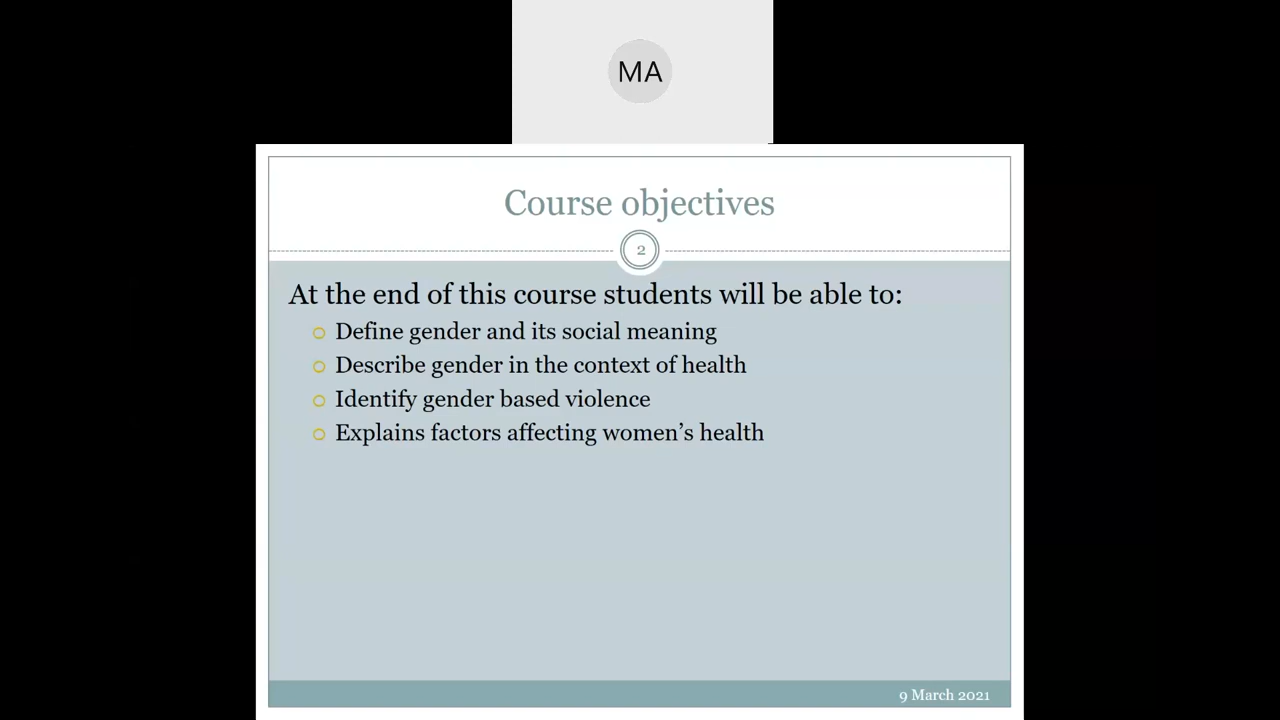 MA
Course objectives
2
At the end of this course students will be able to:
Define gender and its social meaning
Describe gender in the context of health
Identify gender based violence
Explains factors affecting women’s health
9 March 2021